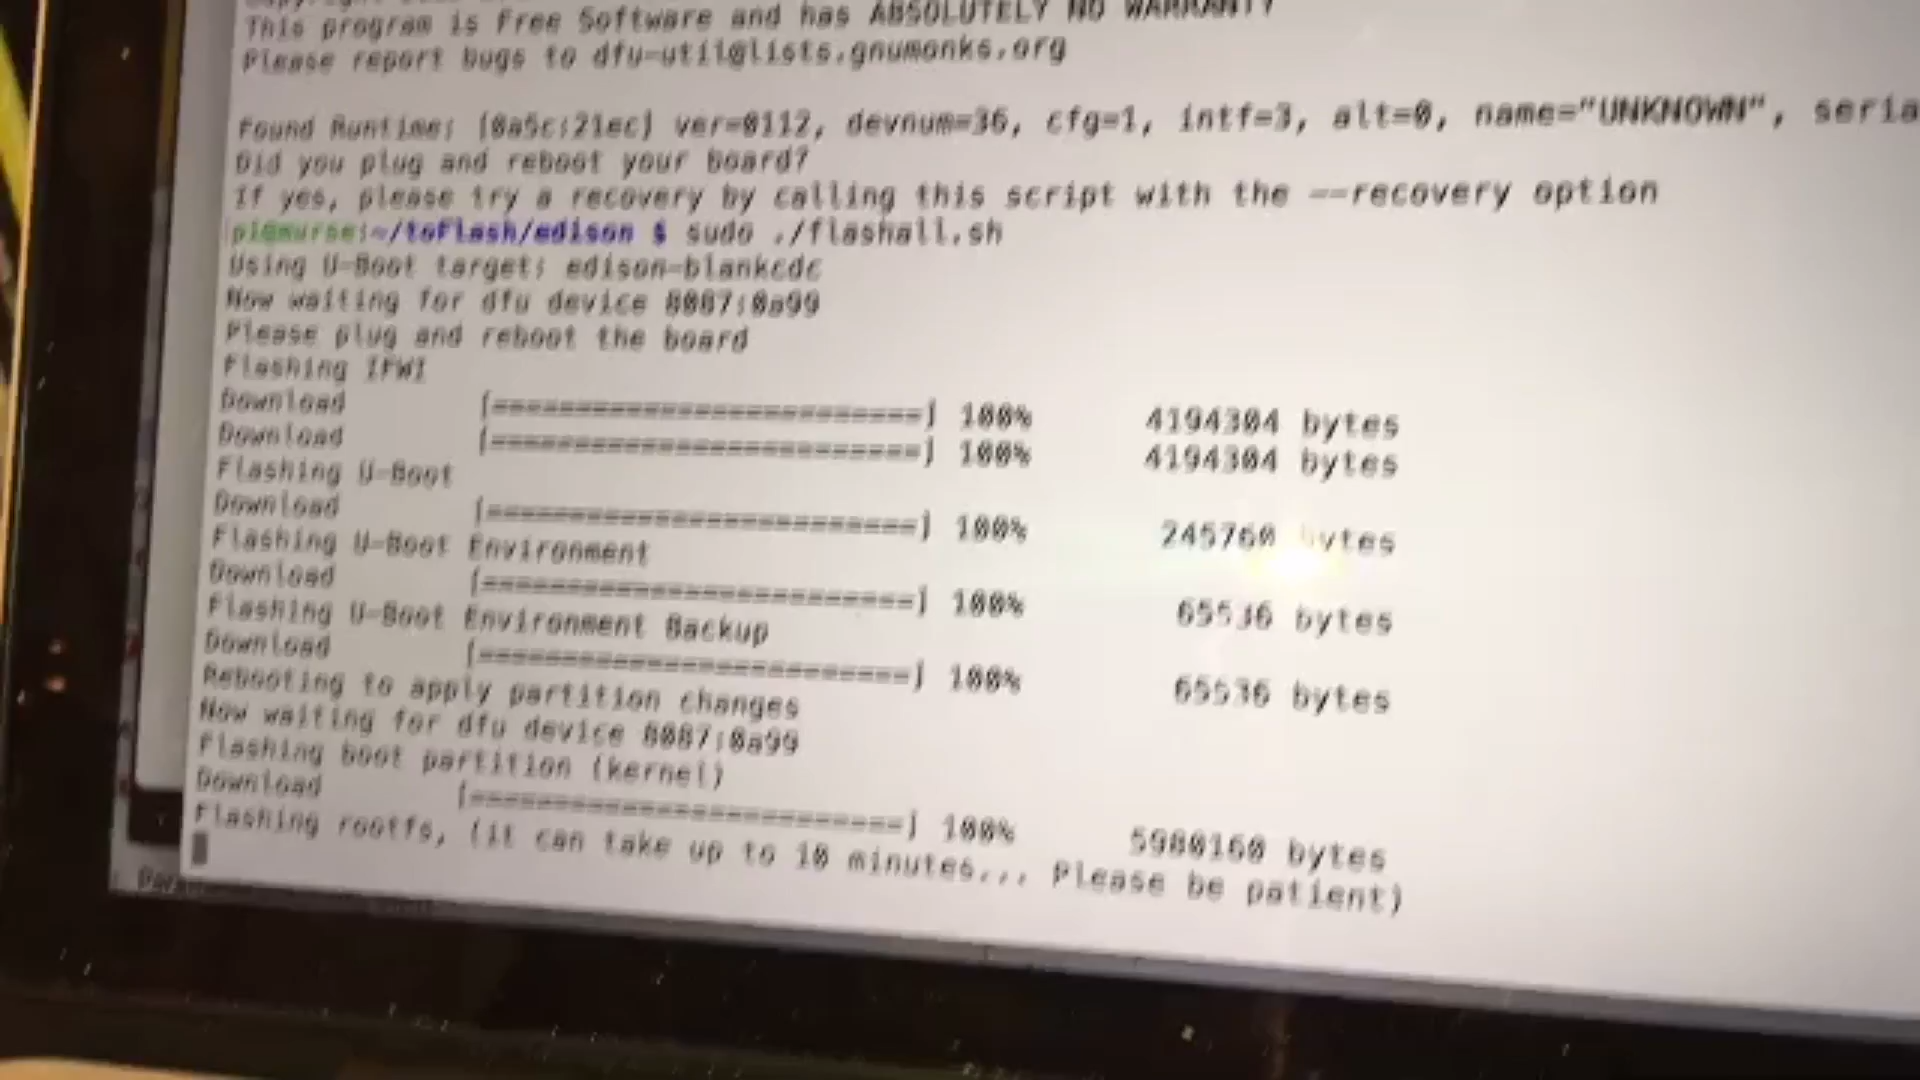 This program is Free Software and has ABSOLUTELY NO WARRANTY
Please report bugs to dfu-util@lists.gnumonks.org
Found Runtime: [0a5c:21ec] ver=0112, devnum=36, cfg=1, intf=3, alt=0, name="UNKNOWN", seria
Did you plug and reboot your board?
If yes, please try a recovery by calling this script with the --recovery option
pi@murse:~/toFlash/edison $ sudo ./flashall.sh
Using U-Boot target: edison-blankcdc
Now waiting for dfu device 8087:0a99
Please plug and reboot the board
Flashing IFWI
Download [=========================] 100% 4194304 bytes
Download [=========================] 100% 4194304 bytes
Flashing U-Boot
Download [=========================] 100% 245760 bytes
Flashing U-Boot Environment
Download [=========================] 100% 65536 bytes
Flashing U-Boot Environment Backup
Download [=========================] 100% 65536 bytes
Rebooting to apply partition changes
Now waiting for dfu device 8087:0a99
Flashing boot partition (kernel)
Download [=========================] 100% 5980160 bytes
Flashing rootfs, (it can take up to 10 minutes... Please be patient)